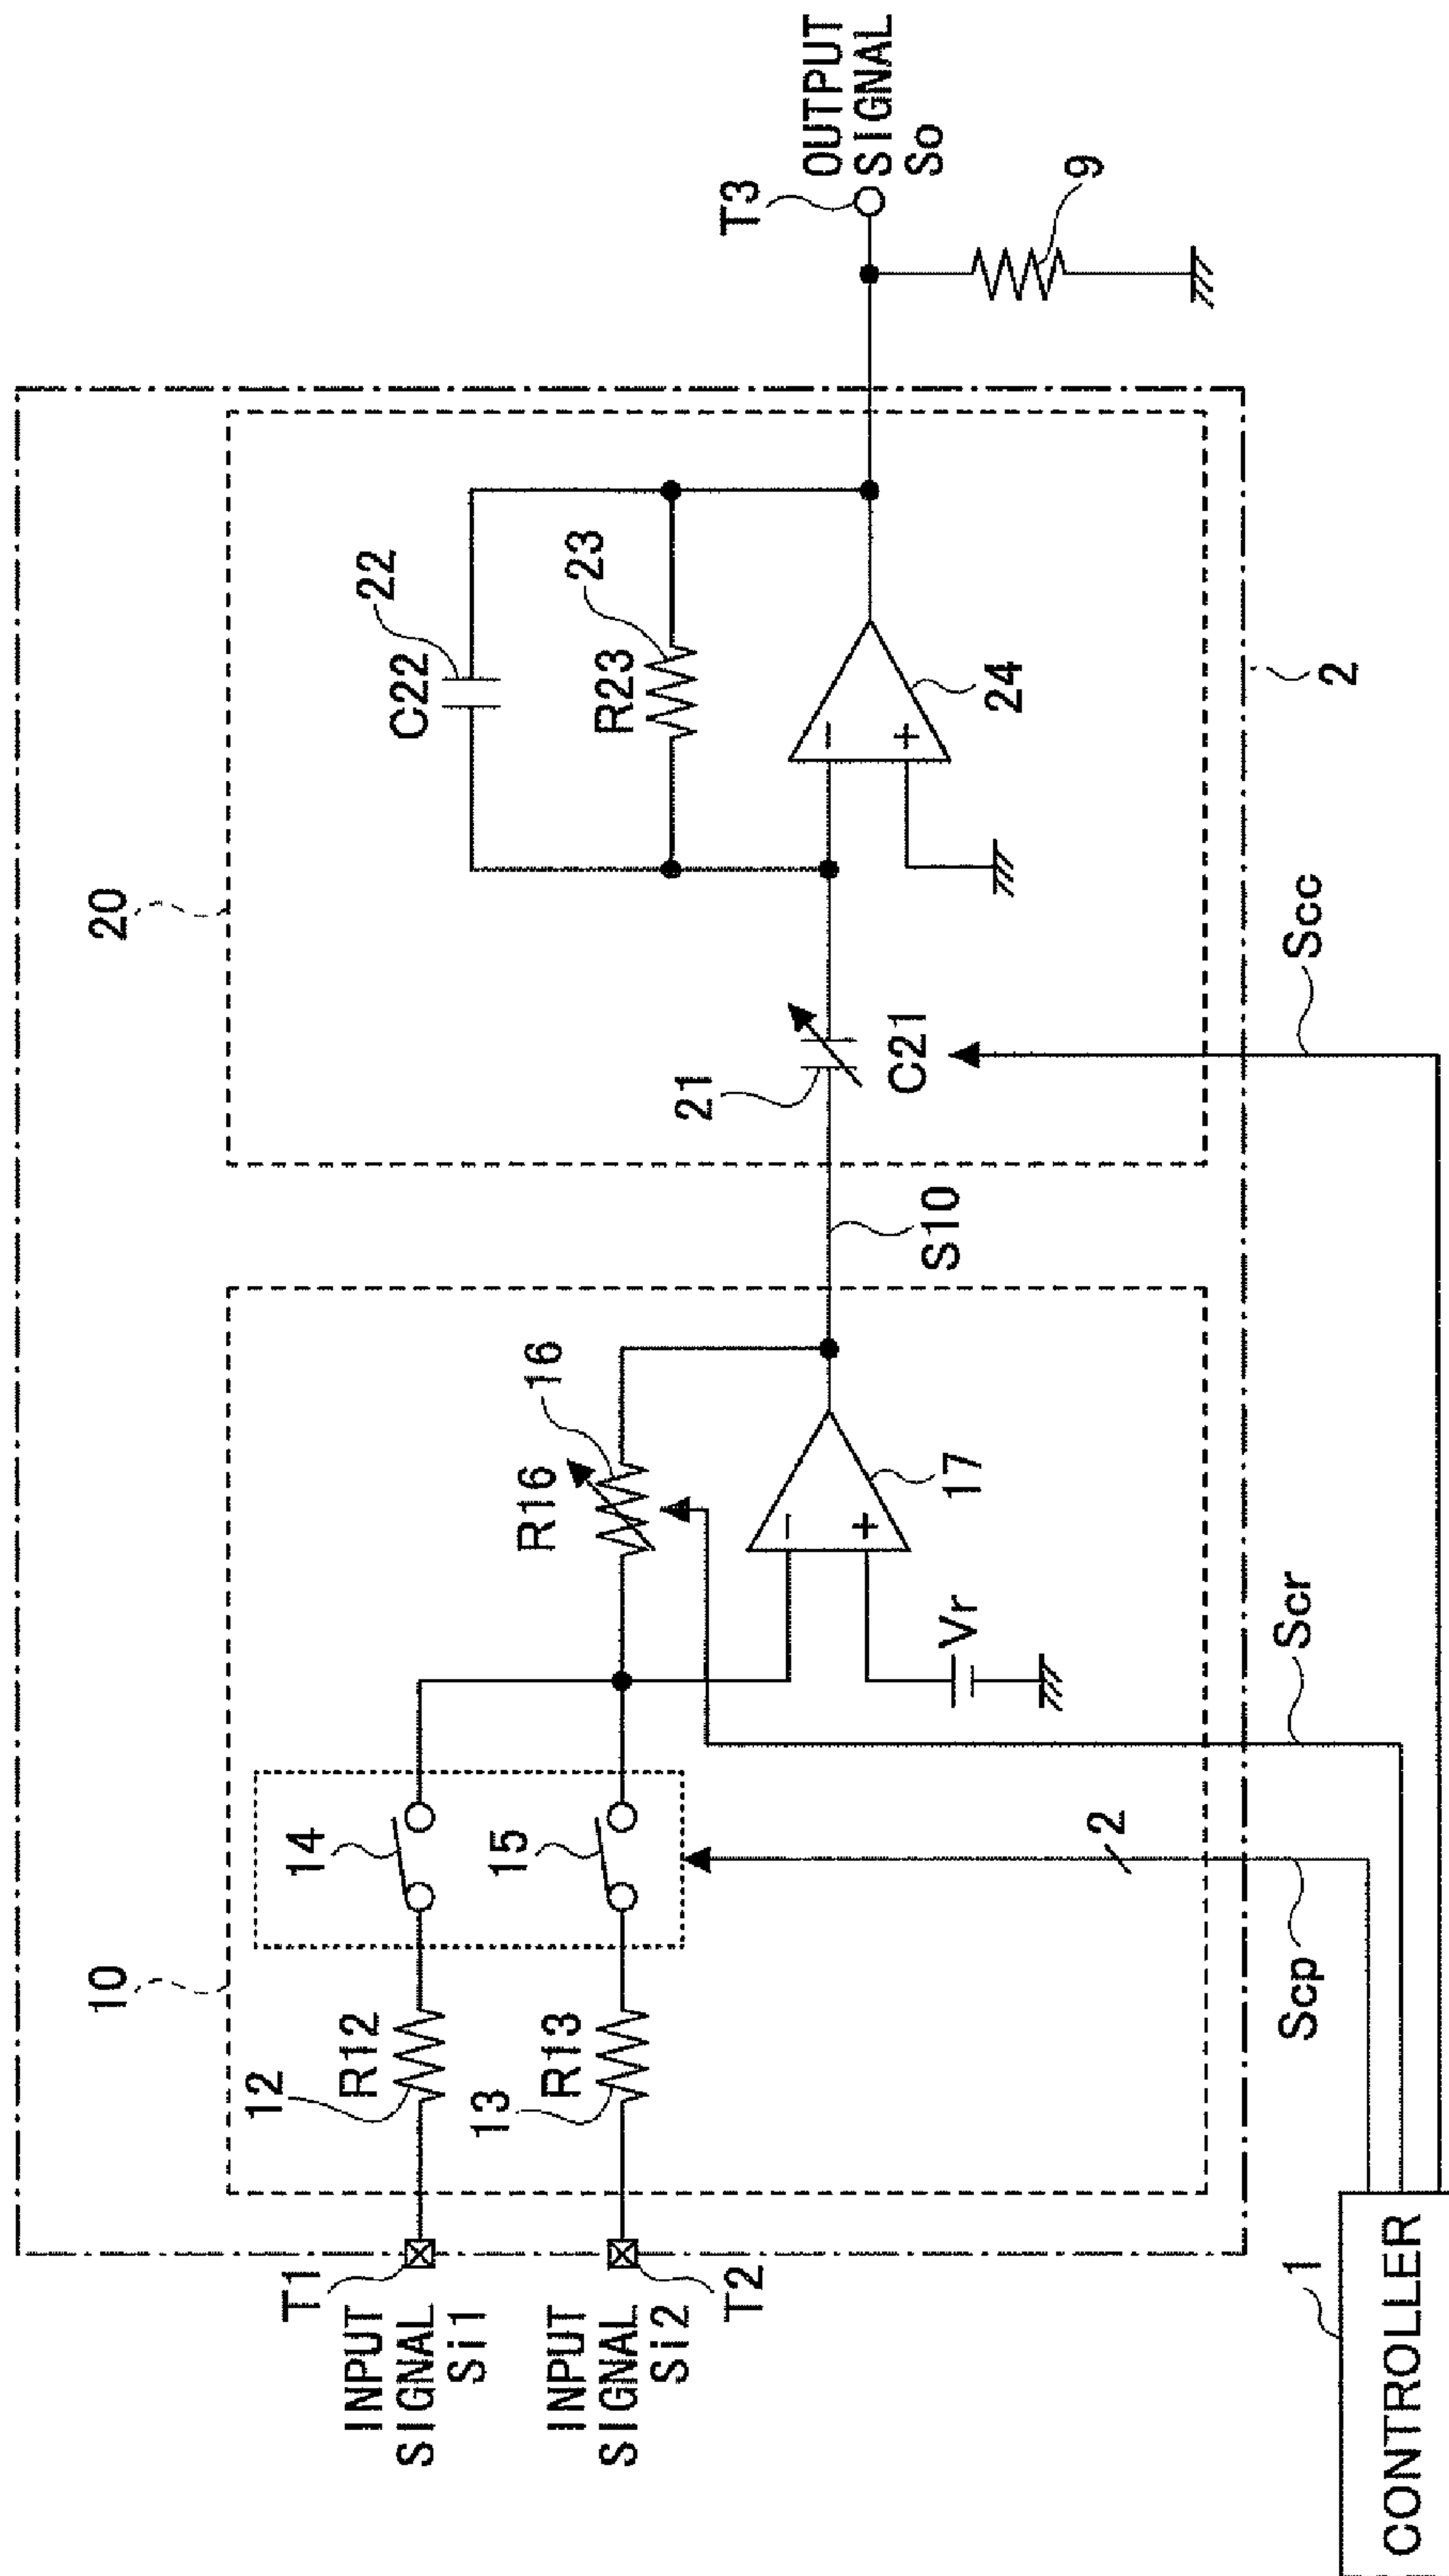 10
20
INPUT
SIGNAL
Si1
T1
12
R12
14
INPUT
SIGNAL
Si2
T2
13
R13
15
R16
16
17
Vr
S10
21
C21
C22
22
R23
23
24
T3
OUTPUT
SIGNAL
So
9
2
2
Scp
Scr
Scc
1
CONTROLLER
−
+
−
+